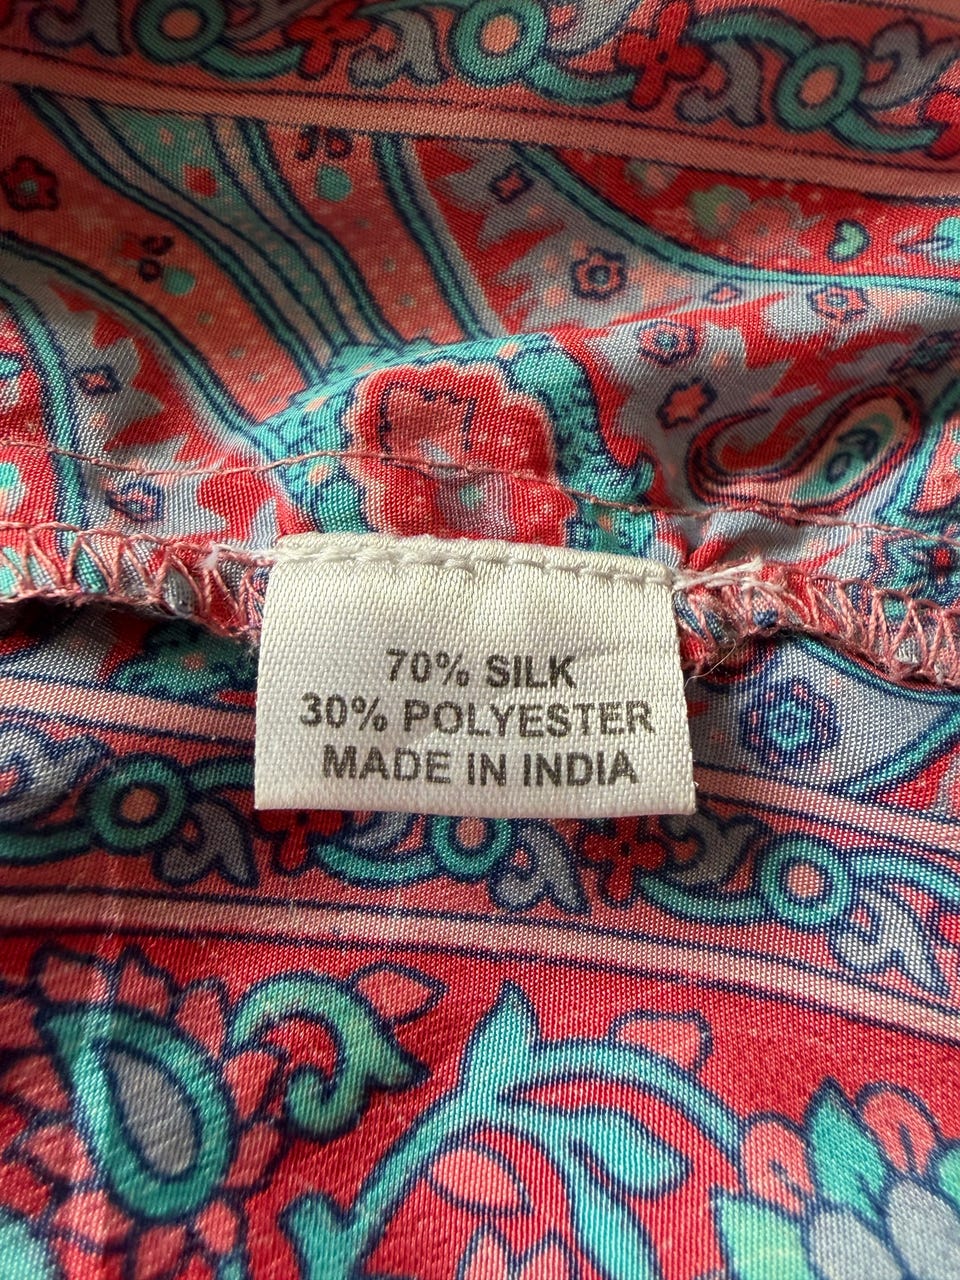 70% SILK
30% POLYESTER
MADE IN INDIA